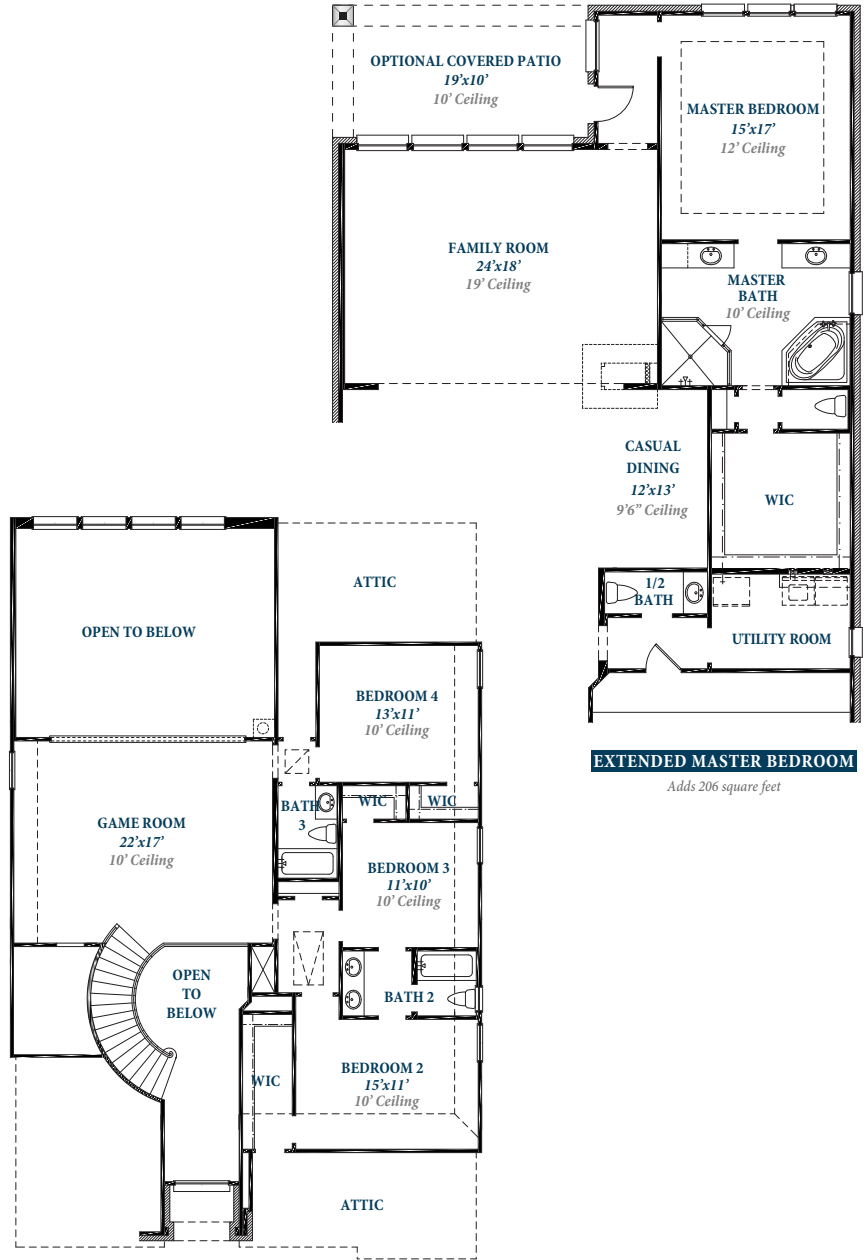 OPTIONAL COVERED PATIO
19'x10'
10' Ceiling
MASTER BEDROOM
15'x17'
12' Ceiling
FAMILY ROOM
24'x18'
19' Ceiling
MASTER
BATH
10' Ceiling
CASUAL
DINING
12'x13'
9'6" Ceiling
WIC
1/2
BATH
UTILITY ROOM
EXTENDED MASTER BEDROOM
Adds 206 square feet
ATTIC
OPEN TO BELOW
BEDROOM 4
13'x11'
10' Ceiling
BATH
3
WIC
WIC
GAME ROOM
22'x17'
10' Ceiling
BEDROOM 3
11'x10'
10' Ceiling
OPEN
TO
BELOW
BATH 2
WIC
BEDROOM 2
15'x11'
10' Ceiling
ATTIC